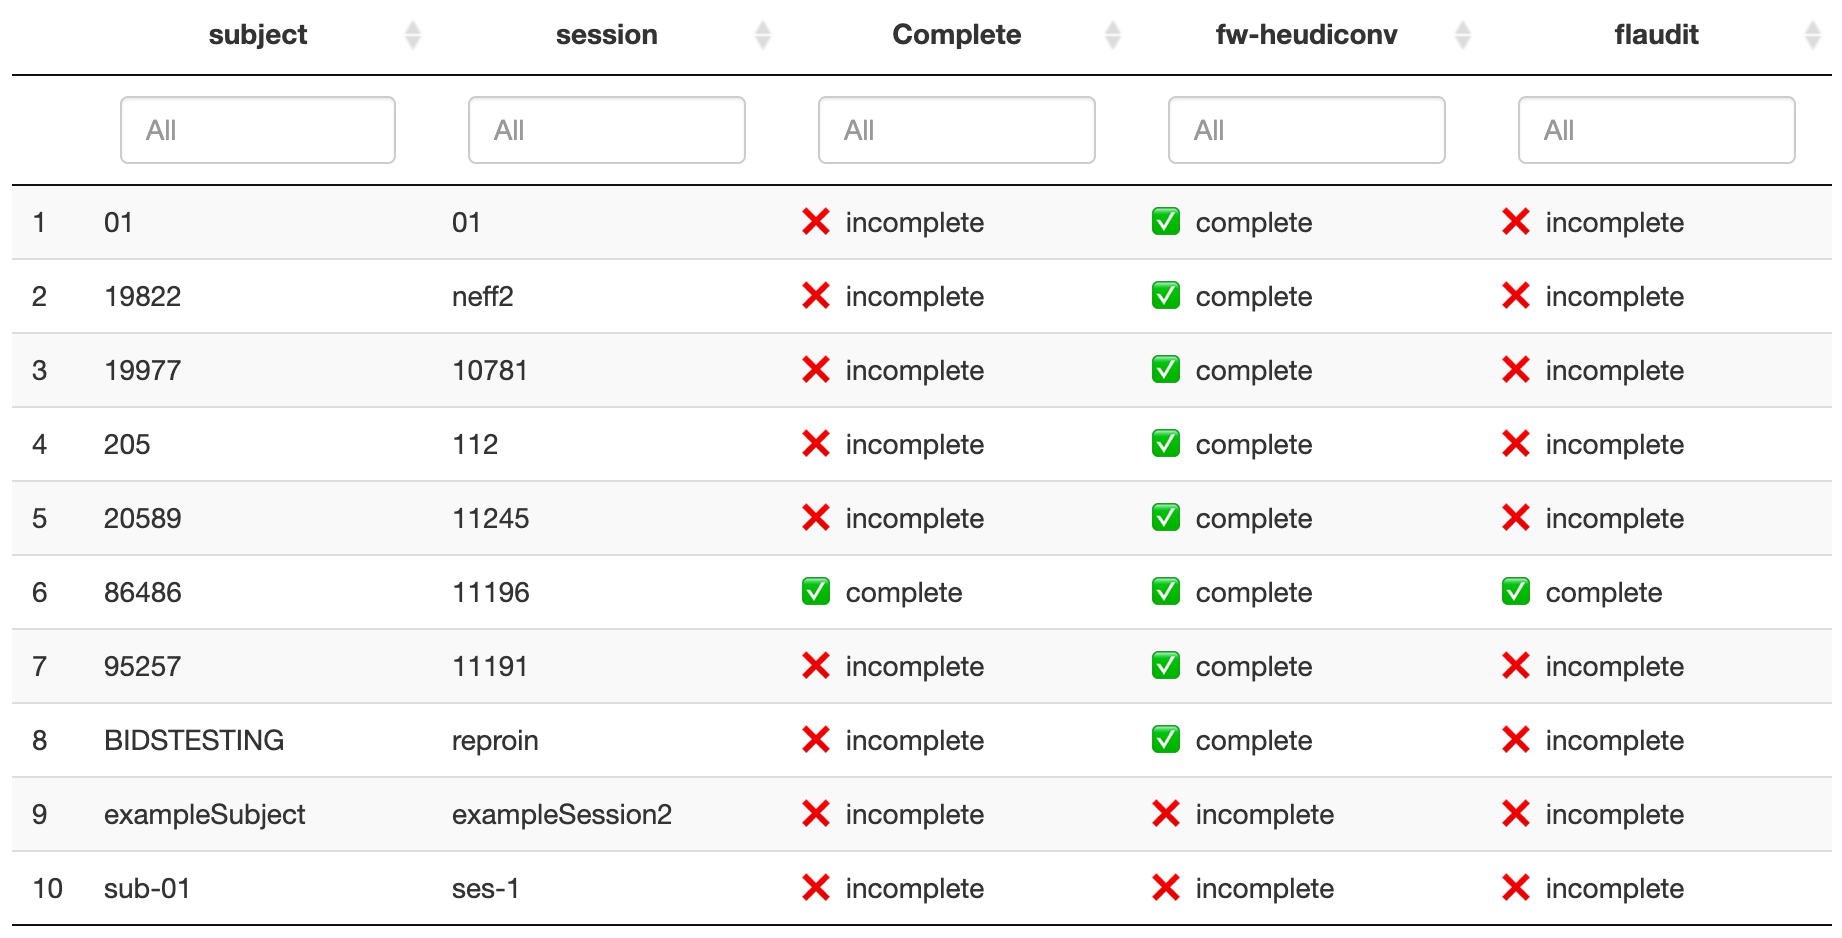 subject session Complete fw-heudiconv flaudit
All All All All All
1 01 01 ❌ incomplete ✅ complete ❌ incomplete
2 19822 neff2 ❌ incomplete ✅ complete ❌ incomplete
3 19977 10781 ❌ incomplete ✅ complete ❌ incomplete
4 205 112 ❌ incomplete ✅ complete ❌ incomplete
5 20589 11245 ❌ incomplete ✅ complete ❌ incomplete
6 86486 11196 ✅ complete ✅ complete ✅ complete
7 95257 11191 ❌ incomplete ✅ complete ❌ incomplete
8 BIDSTESTING reproin ❌ incomplete ✅ complete ❌ incomplete
9 exampleSubject exampleSession2 ❌ incomplete ❌ incomplete ❌ incomplete
10 sub-01 ses-1 ❌ incomplete ❌ incomplete ❌ incomplete